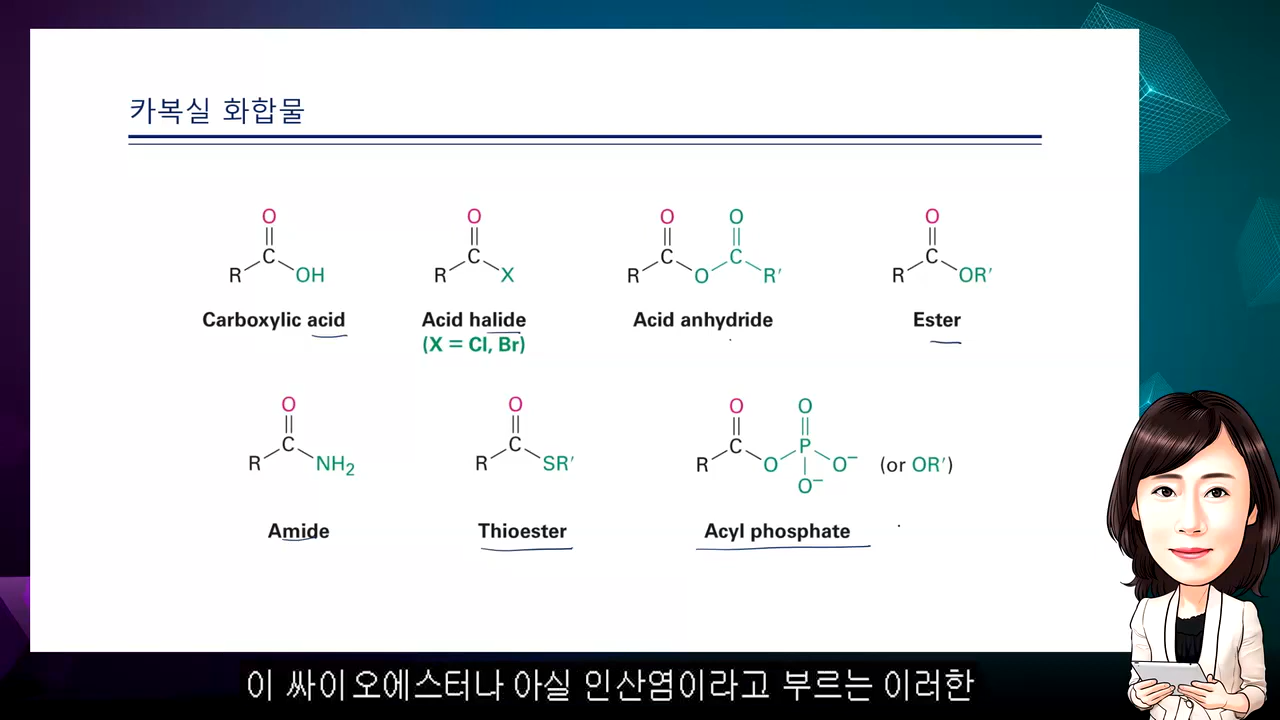 카복실 화합물
O
C
R OH
Carboxylic acid
O
C
R X
Acid halide
(X = Cl, Br)
O O
C C
R O R′
Acid anhydride
O
C
R OR′
Ester
O
C
R NH₂
Amide
O
C
R SR′
Thioester
O O
C P
R O O⁻ (or OR′)
O⁻
Acyl phosphate
이 싸이오에스터나 아실 인산염이라고 부르는 이러한